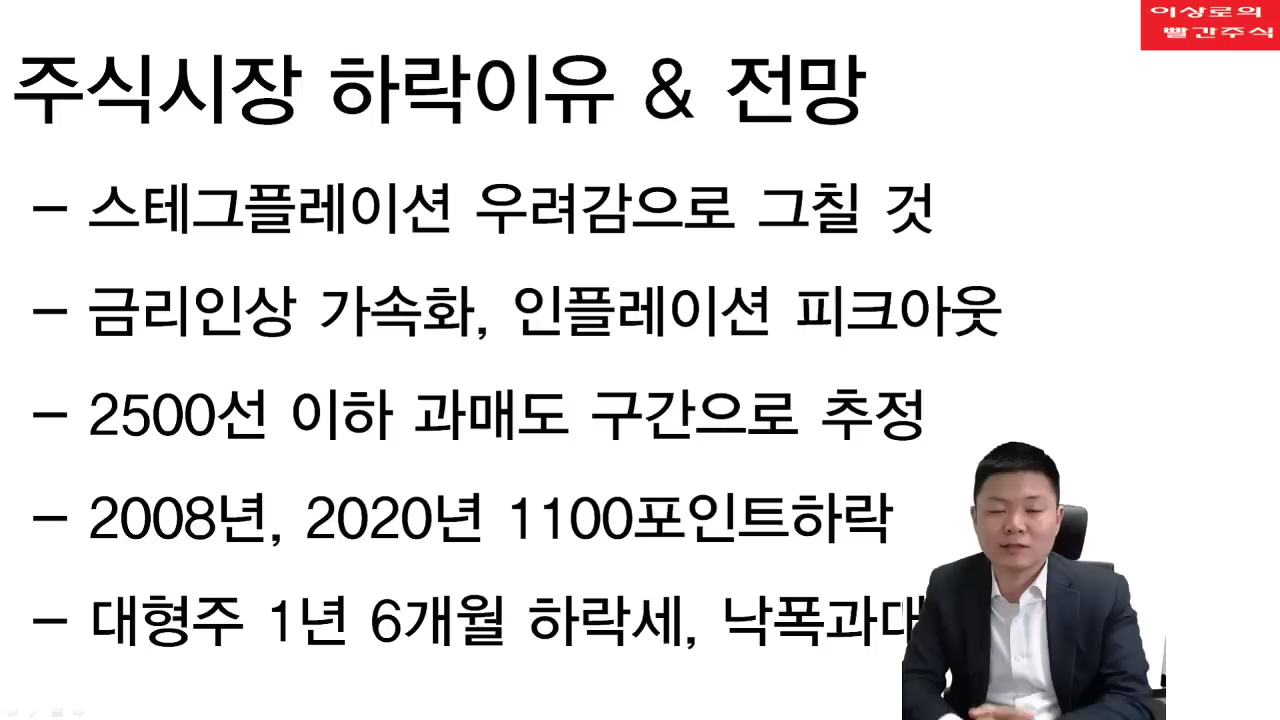 이상로의
빨간주식
주식시장 하락이유 & 전망
- 스테그플레이션 우려감으로 그칠 것
- 금리인상 가속화, 인플레이션 피크아웃
- 2500선 이하 과매도 구간으로 추정
- 2008년, 2020년 1100포인트하락
- 대형주 1년 6개월 하락세, 낙폭과대